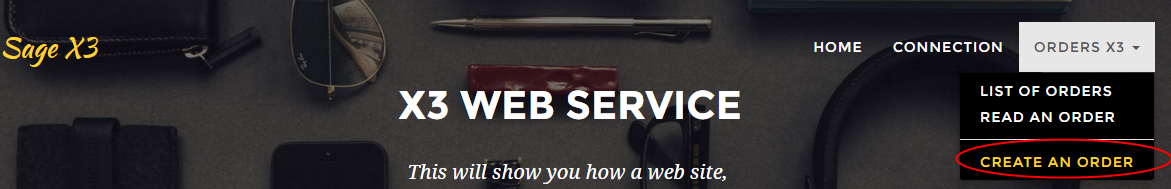 Sage X3
HOME
CONNECTION
ORDERS X3
LIST OF ORDERS
READ AN ORDER
CREATE AN ORDER
X3 WEB SERVICE
This will show you how a web site,